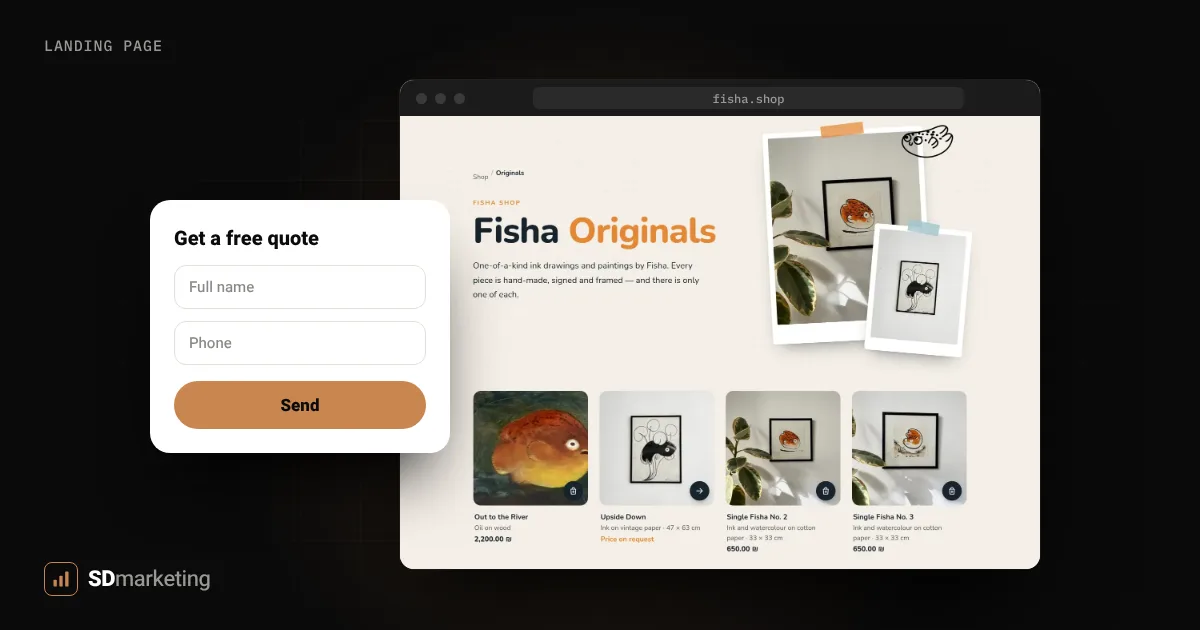 LANDING PAGE
fisha.shop
Shop / Originals
FISHA SHOP
Fisha Originals
One-of-a-kind ink drawings and paintings by Fisha. Every
piece is hand-made, signed and framed — and there is only
one of each.
Get a free quote
Full name
Phone
Send
Out to the River
Oil on wood
2,200.00 ₪
Upside Down
Ink on vintage paper · 47 × 63 cm
Price on request
Single Fisha No. 2
Ink and watercolour on cotton
paper · 33 × 33 cm
650.00 ₪
Single Fisha No. 3
Ink and watercolour on cotton
paper · 33 × 33 cm
650.00 ₪
SDmarketing